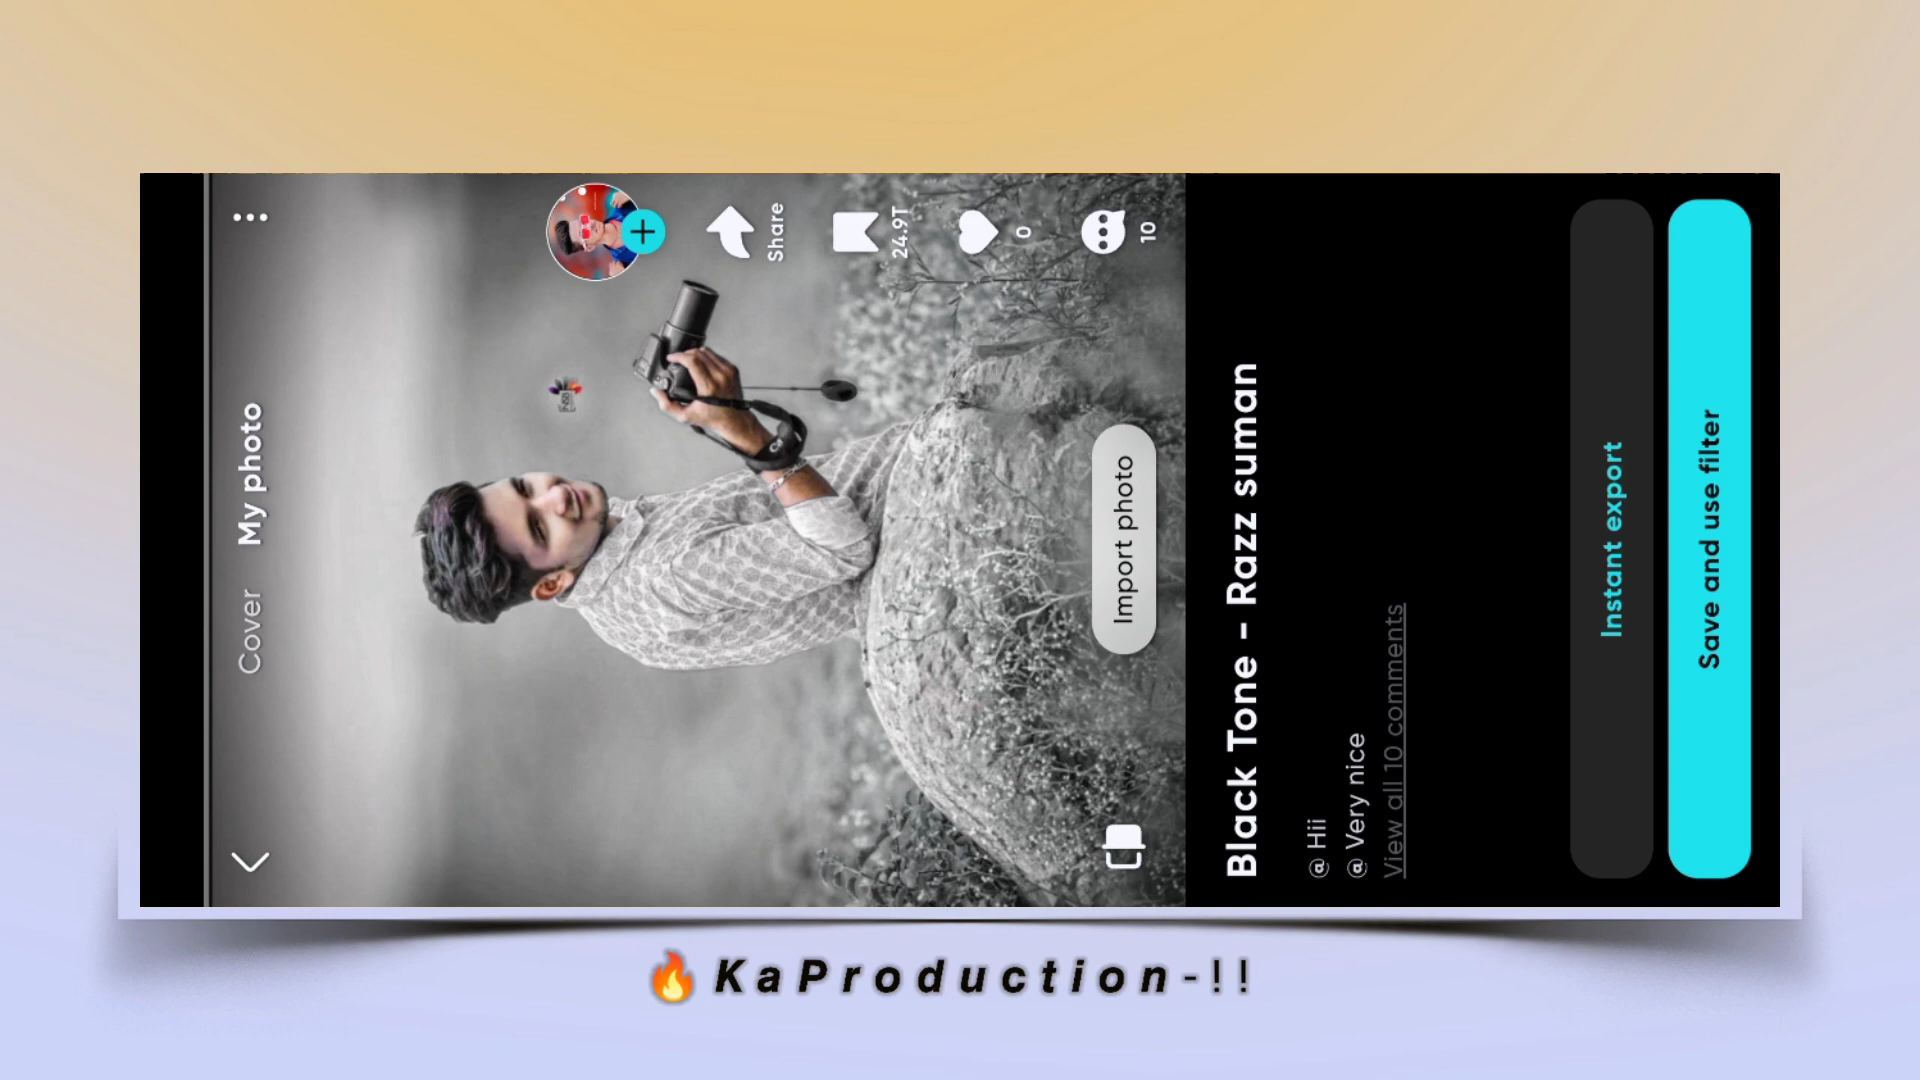 Cover
My photo
Share
24.9T
0
10
Import photo
Black Tone - Razz suman
@ Hii
@ Very nice
View all 10 comments
Instant export
Save and use filter
🔥 KaProduction-!!